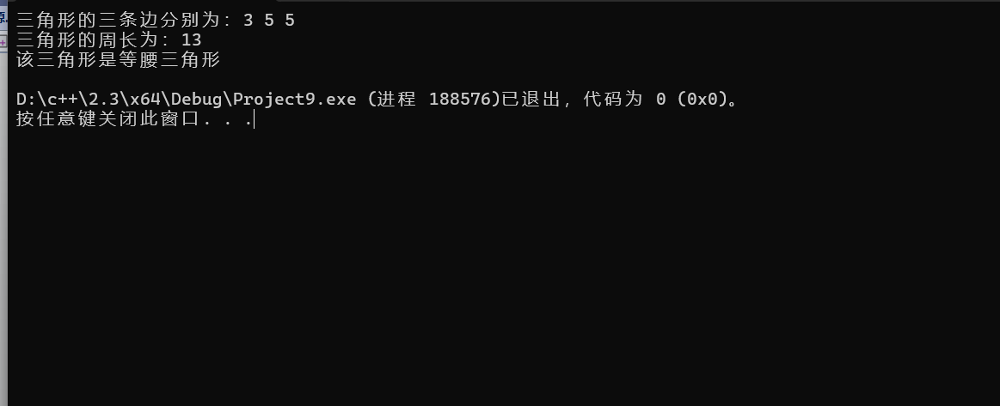 三角形的三条边分别为：3 5 5
三角形的周长为：13
该三角形是等腰三角形
D:\c++\2.3\x64\Debug\Project9.exe (进程 188576)已退出，代码为 0 (0x0)。
按任意键关闭此窗口. . .